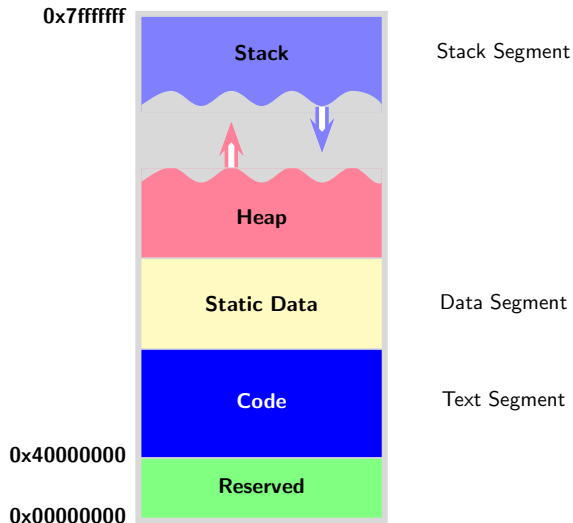 0x7fffffff
Stack
Stack Segment
Heap
Static Data
Data Segment
Code
Text Segment
0x40000000
Reserved
0x00000000